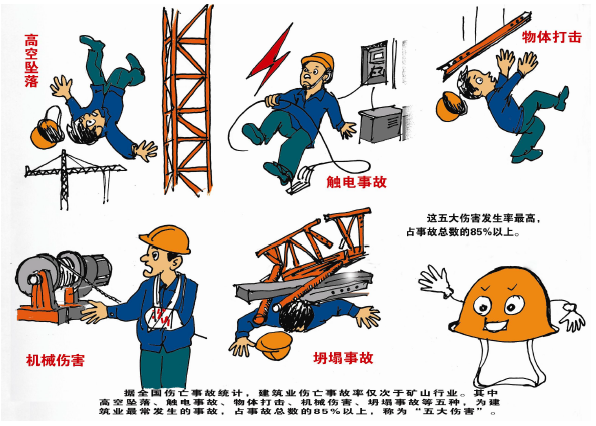 高空
坠落
触电事故
物体打击
这五大伤害发生率最高，
占事故总数的85%以上。
机械伤害
坍塌事故
据全国伤亡事故统计，建筑业伤亡事故率仅次于矿山行业。其中
高空坠落、触电事故、物体打击、机械伤害、坍塌事故等五种，为建
筑业最常发生的事故，占事故总数的85%以上，称为“五大伤害”。